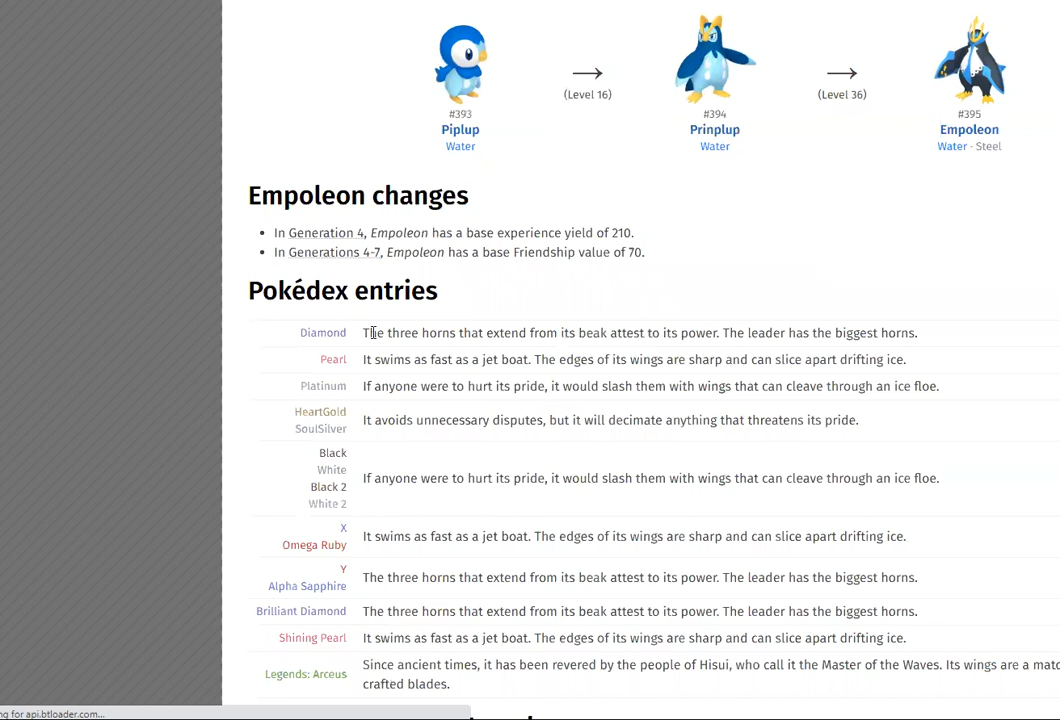 → →
(Level 16) (Level 36)
#393 #394 #395
Piplup Prinplup Empoleon
Water Water Water · Steel
Empoleon changes
• In Generation 4, Empoleon has a base experience yield of 210.
• In Generations 4-7, Empoleon has a base Friendship value of 70.
Pokédex entries
Diamond The three horns that extend from its beak attest to its power. The leader has the biggest horns.
Pearl It swims as fast as a jet boat. The edges of its wings are sharp and can slice apart drifting ice.
Platinum If anyone were to hurt its pride, it would slash them with wings that can cleave through an ice floe.
HeartGold
SoulSilver
It avoids unnecessary disputes, but it will decimate anything that threatens its pride.
Black
White
Black 2
White 2
If anyone were to hurt its pride, it would slash them with wings that can cleave through an ice floe.
X
Omega Ruby
It swims as fast as a jet boat. The edges of its wings are sharp and can slice apart drifting ice.
Y
Alpha Sapphire
The three horns that extend from its beak attest to its power. The leader has the biggest horns.
Brilliant Diamond The three horns that extend from its beak attest to its power. The leader has the biggest horns.
Shining Pearl It swims as fast as a jet boat. The edges of its wings are sharp and can slice apart drifting ice.
Legends: Arceus
Since ancient times, it has been revered by the people of Hisui, who call it the Master of the Waves. Its wings are a
crafted blades.
ng for api.btloader.com...